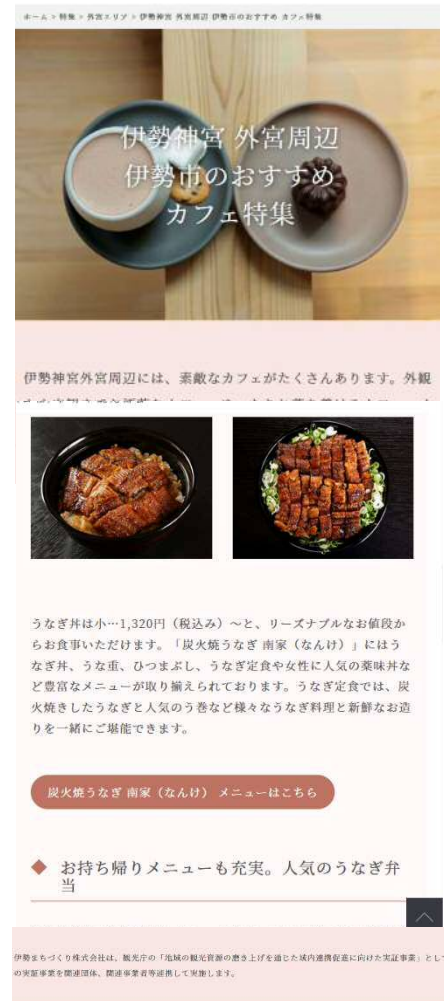 ホーム > 特集 > 外宮エリア > 伊勢神宮 外宮周辺 伊勢市のおすすめ カフェ特集
伊勢神宮 外宮周辺
伊勢市のおすすめ
カフェ特集
伊勢神宮外宮周辺には、素敵なカフェがたくさんあります。外観
うなぎ丼は小…1,320円（税込み）～と、リーズナブルなお値段か
らお食事いただけます。「炭火焼うなぎ 南家（なんけ）」にはう
なぎ丼、うな重、ひつまぶし、うなぎ定食や女性に人気の薬味丼な
ど豊富なメニューが取り揃えられております。うなぎ定食では、炭
火焼きしたうなぎと人気のう巻など様々なうなぎ料理と新鮮なお造
りを一緒にご堪能できます。
炭火焼うなぎ 南家（なんけ） メニューはこちら
お持ち帰りメニューも充実。人気のうなぎ弁
当
伊勢まちづくり株式会社は、観光庁の「地域の観光資源の磨き上げを通じた域内連携促進に向けた実証事業」とし
の実証事業を関連団体、関連事業者等連携して実施します。